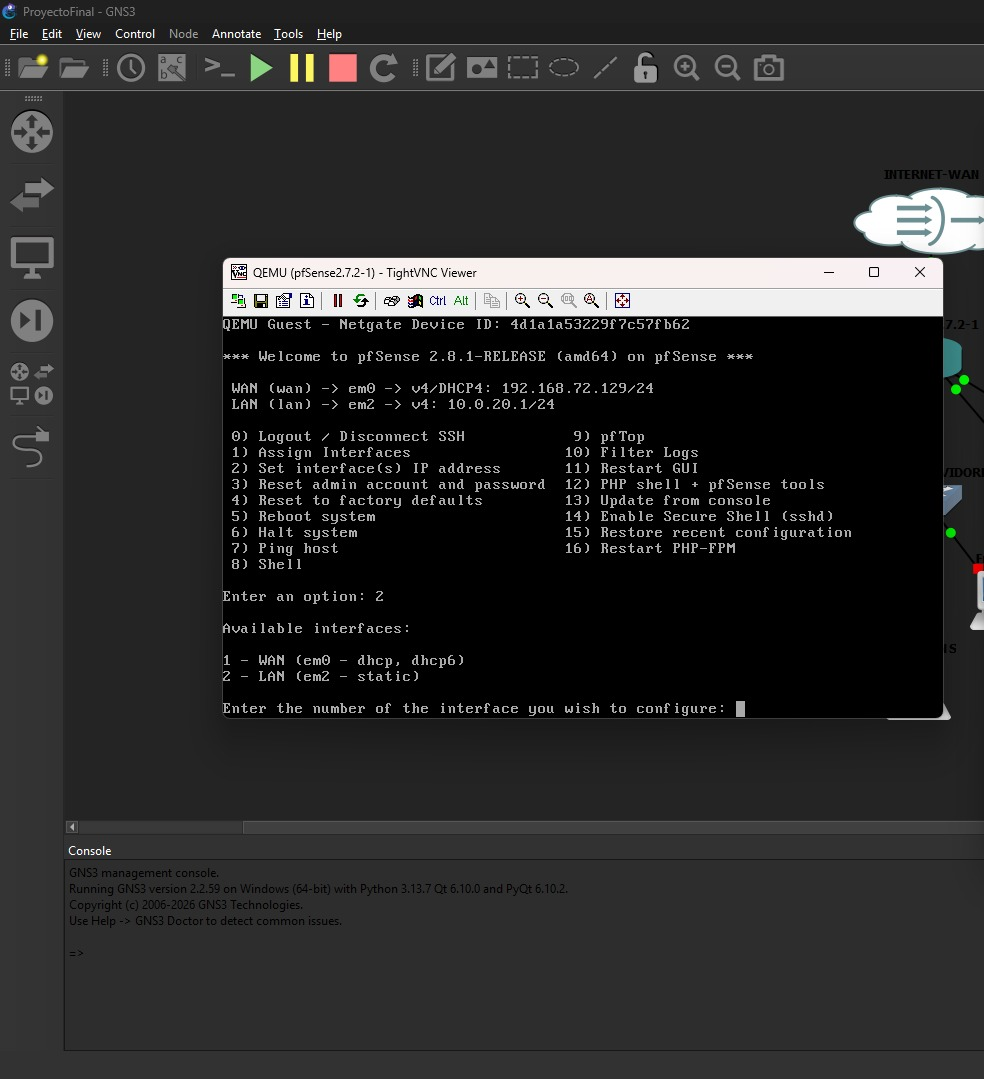 ProyectoFinal - GNS3
File Edit View Control Node Annotate Tools Help
INTERNET-WAN
QEMU (pfSense2.7.2-1) - TightVNC Viewer
Ctrl Alt
QEMU Guest - Netgate Device ID: 4d1a1a53229f7c57fb62
7.2-1
*** Welcome to pfSense 2.8.1-RELEASE (amd64) on pfSense ***
WAN (wan) -> em0 -> v4/DHCP4: 192.168.72.129/24
LAN (lan) -> em2 -> v4: 10.0.20.1/24
0) Logout / Disconnect SSH 9) pfTop
1) Assign Interfaces 10) Filter Logs
2) Set interface(s) IP address 11) Restart GUI
3) Reset admin account and password 12) PHP shell + pfSense tools
4) Reset to factory defaults 13) Update from console
5) Reboot system 14) Enable Secure Shell (sshd)
6) Halt system 15) Restore recent configuration
7) Ping host 16) Restart PHP-FPM
8) Shell
Enter an option: 2
Available interfaces:
1 - WAN (em0 - dhcp, dhcp6)
2 - LAN (em2 - static)
Enter the number of the interface you wish to configure:
Console
GNS3 management console.
Running GNS3 version 2.2.59 on Windows (64-bit) with Python 3.13.7 Qt 6.10.0 and PyQt 6.10.2.
Copyright (c) 2006-2026 GNS3 Technologies.
Use Help -> GNS3 Doctor to detect common issues.
=>